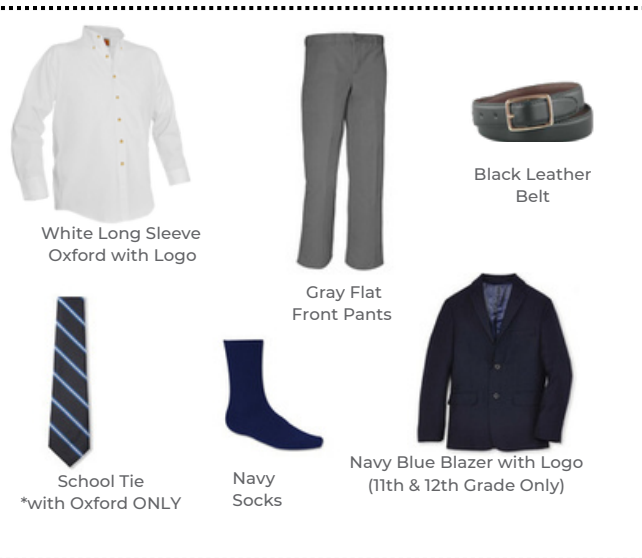 White Long Sleeve
Oxford with Logo
Gray Flat
Front Pants
Black Leather
Belt
School Tie
*with Oxford ONLY
Navy
Socks
Navy Blue Blazer with Logo
(11th & 12th Grade Only)